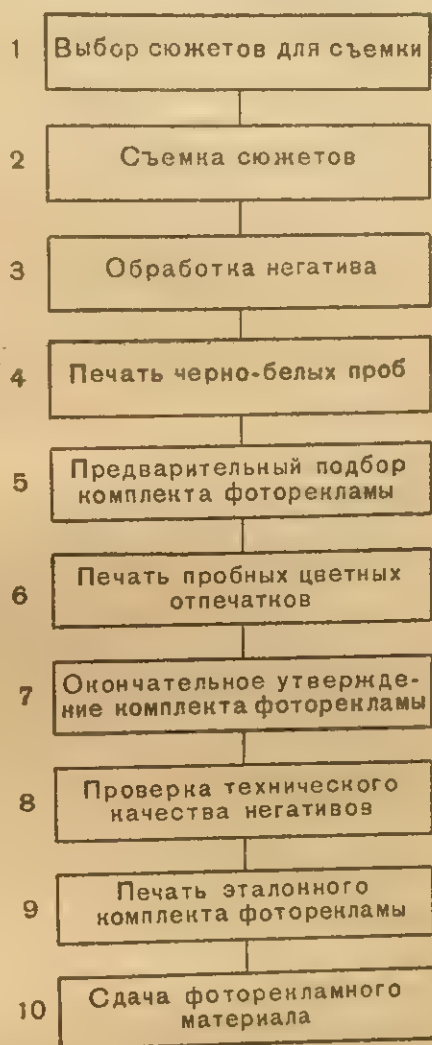 1 Выбор сюжетов для съемки
2 Съемка сюжетов
3 Обработка негатива
4 Печать черно-белых проб
5 Предварительный подбор
комплекта фоторекламы
6 Печать пробных цветных
отпечатков
7 Окончательное утвержде-
ние комплекта фоторекламы
8 Проверка технического
качества негативов
9 Печать эталонного
комплекта фоторекламы
10 Сдача фоторекламного
материала